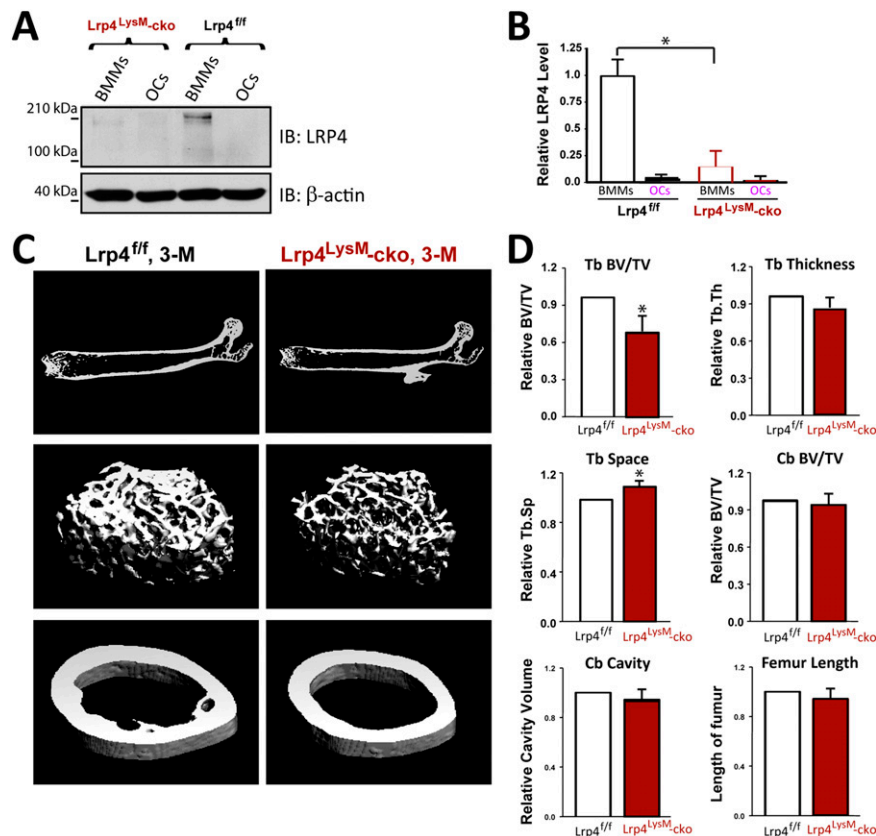 A
Lrp4LysM-cko Lrp4f/f
BMMs OCs BMMs OCs
210 kDa
100 kDa
IB: LRP4
40 kDa
IB: β-actin
B
Relative LRP4 Level
1.25
1.0
0.75
0.50
0.25
0.0
*
BMMs OCs BMMs OCs
Lrp4f/f Lrp4LysM-cko
C
Lrp4f/f, 3-M Lrp4LysM-cko, 3-M
D
Tb BV/TV
Relative BV/TV
1.2
0.9
0.6
0.3
0.0
*
Lrp4f/f Lrp4LysM-cko
Tb Thickness
Relative Tb.Th
1.2
0.9
0.6
0.3
0.0
Lrp4f/f Lrp4LysM-cko
Tb Space
Relative Tb.Sp
1.2
0.8
0.4
0.0
*
Lrp4f/f Lrp4LysM-cko
Cb BV/TV
Relative BV/TV
1.2
0.9
0.6
0.3
0.0
Lrp4f/f Lrp4LysM-cko
Cb Cavity
Relative Cavity Volume
1.2
0.8
0.4
0.0
Lrp4f/f Lrp4LysM-cko
Femur Length
Length of fumur
1.2
0.8
0.4
0.0
Lrp4f/f Lrp4LysM-cko